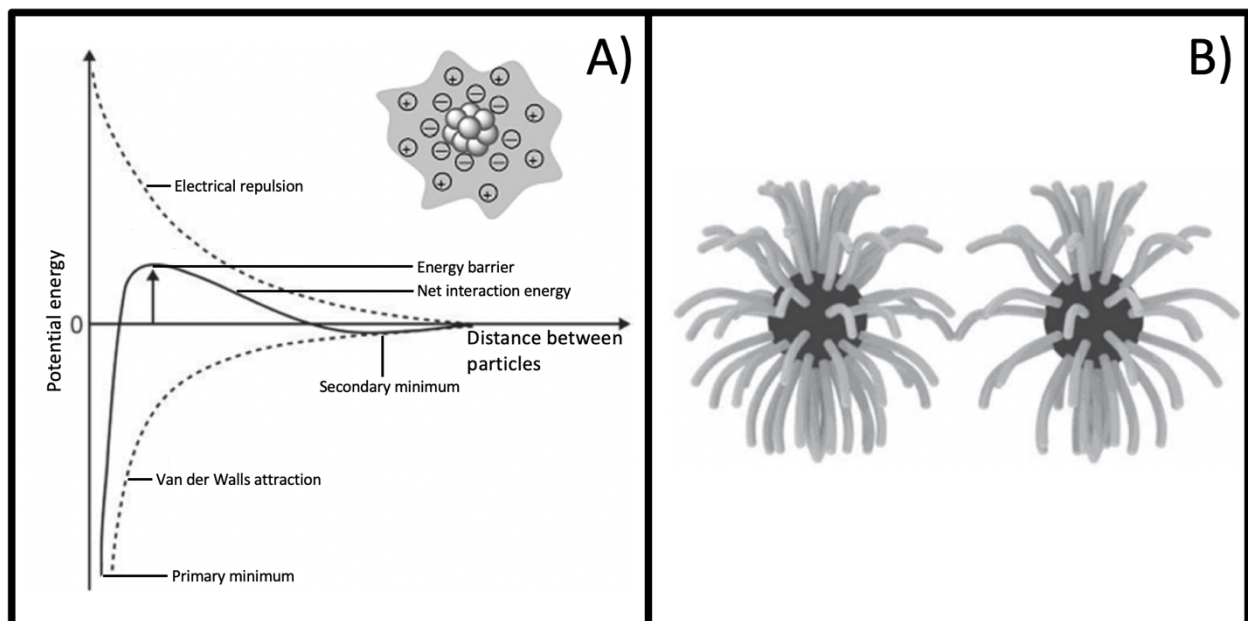 A)
Electrical repulsion
Energy barrier
Net interaction energy
Potential energy
0
Distance between
particles
Secondary minimum
Van der Walls attraction
Primary minimum
B)